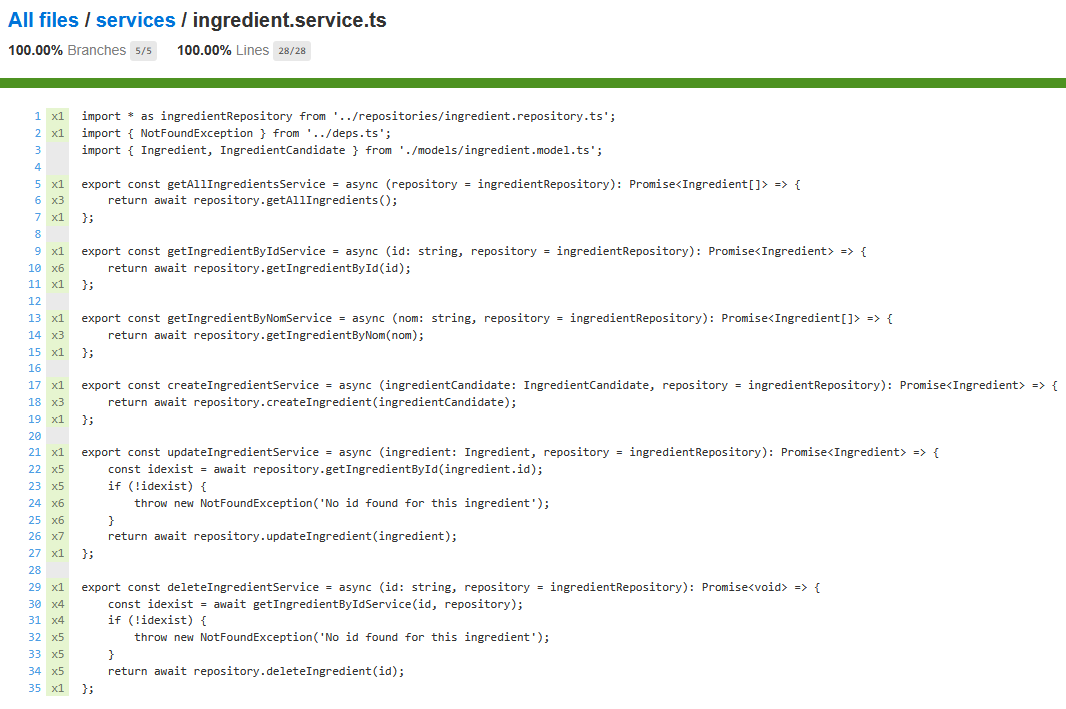 All files / services / ingredient.service.ts
100.00% Branches 5/5 100.00% Lines 28/28
1 x1 import * as ingredientRepository from '../repositories/ingredient.repository.ts';
2 x1 import { NotFoundException } from '../deps.ts';
3 import { Ingredient, IngredientCandidate } from './models/ingredient.model.ts';
4
5 x1 export const getAllIngredientsService = async (repository = ingredientRepository): Promise<Ingredient[]> => {
6 x3     return await repository.getAllIngredients();
7 x1 };
8
9 x1 export const getIngredientByIdService = async (id: string, repository = ingredientRepository): Promise<Ingredient> => {
10 x6     return await repository.getIngredientById(id);
11 x1 };
12
13 x1 export const getIngredientByNomService = async (nom: string, repository = ingredientRepository): Promise<Ingredient[]> => {
14 x3     return await repository.getIngredientByNom(nom);
15 x1 };
16
17 x1 export const createIngredientService = async (ingredientCandidate: IngredientCandidate, repository = ingredientRepository): Promise<Ingredient> => {
18 x3     return await repository.createIngredient(ingredientCandidate);
19 x1 };
20
21 x1 export const updateIngredientService = async (ingredient: Ingredient, repository = ingredientRepository): Promise<Ingredient> => {
22 x5     const idexist = await repository.getIngredientById(ingredient.id);
23 x5     if (!idexist) {
24 x6         throw new NotFoundException('No id found for this ingredient');
25 x6     }
26 x7     return await repository.updateIngredient(ingredient);
27 x1 };
28
29 x1 export const deleteIngredientService = async (id: string, repository = ingredientRepository): Promise<void> => {
30 x4     const idexist = await getIngredientByIdService(id, repository);
31 x4     if (!idexist) {
32 x5         throw new NotFoundException('No id found for this ingredient');
33 x5     }
34 x5     return await repository.deleteIngredient(id);
35 x1 };